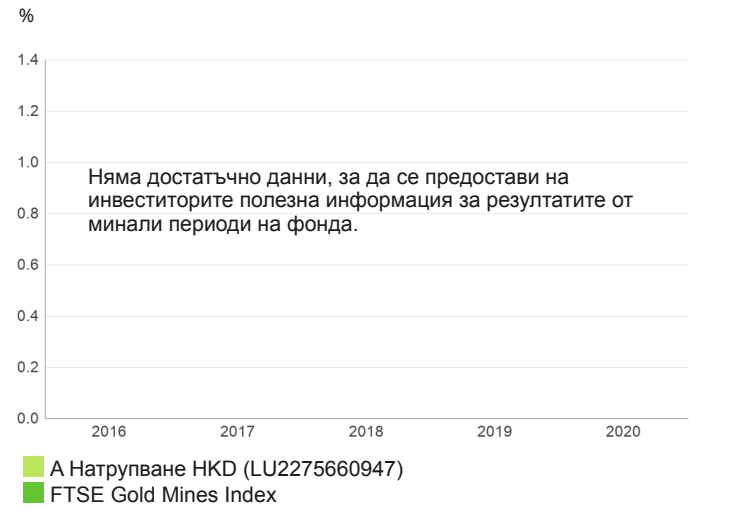 %
1.4
1.2
1.0
Няма достатъчно данни, за да се предостави на
инвеститорите полезна информация за резултатите от
0.8
минали периоди на фонда.
0.6
0.4
0.2
0.0
2016 2017 2018 2019 2020
А Натрупване HKD (LU2275660947)
FTSE Gold Mines Index